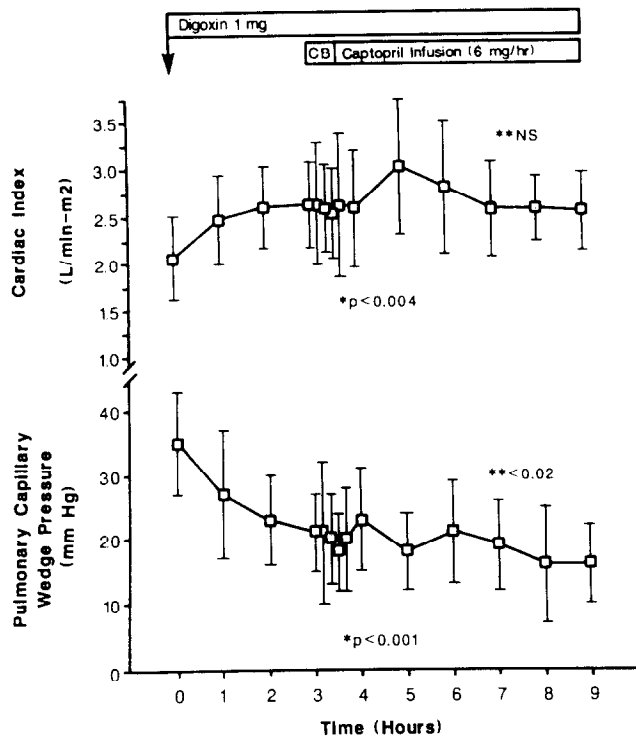 Digoxin 1 mg
CB Captopril Infusion (6 mg/hr)
Cardiac Index
(L/min-m2)
3.5
3.0
2.5
2.0
1.5
1.0
**NS
*p<0.004
Pulmonary Capillary
Wedge Pressure
(mm Hg)
40
30
20
10
0
**<0.02
*p<0.001
0 1 2 3 4 5 6 7 8 9
Time (Hours)